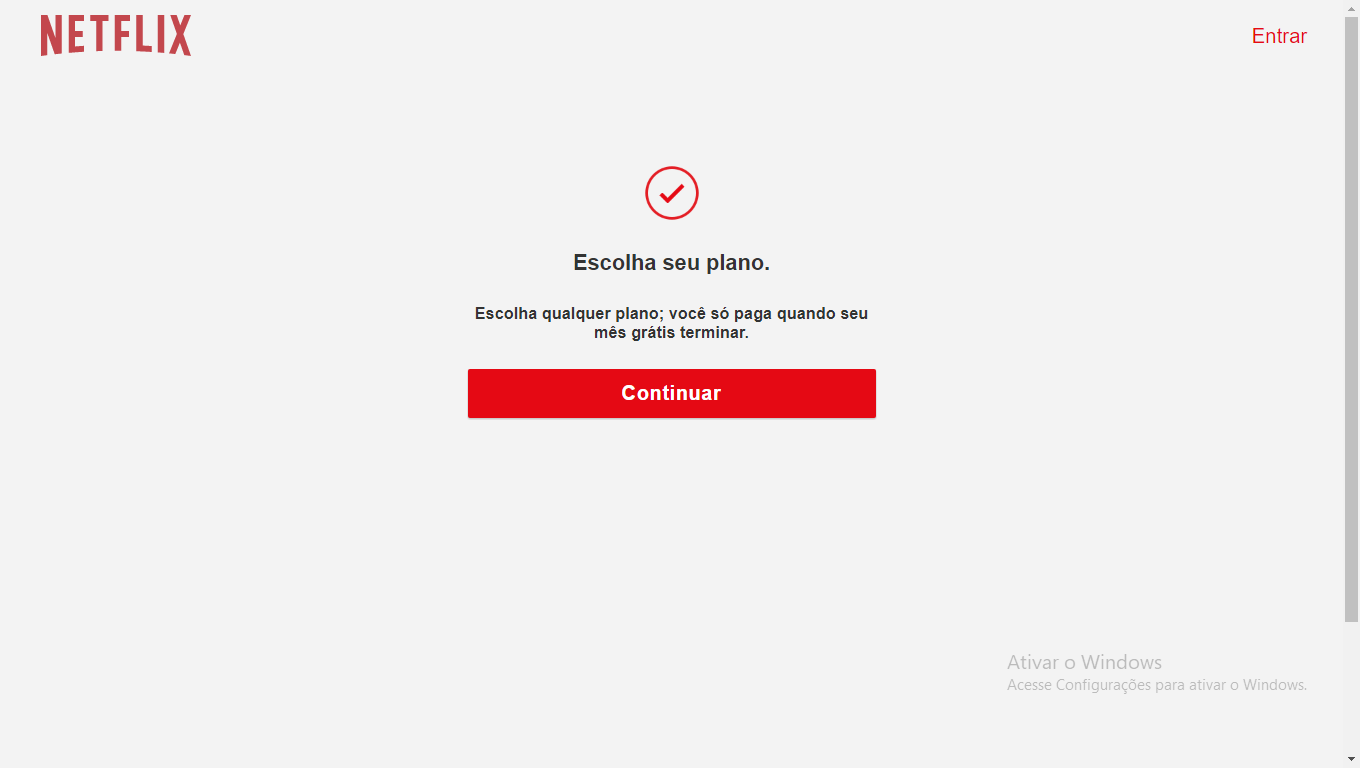 NETFLIX
Entrar
Escolha seu plano.
Escolha qualquer plano; você só paga quando seu
mês grátis terminar.
Continuar
Ativar o Windows
Acesse Configurações para ativar o Windows.